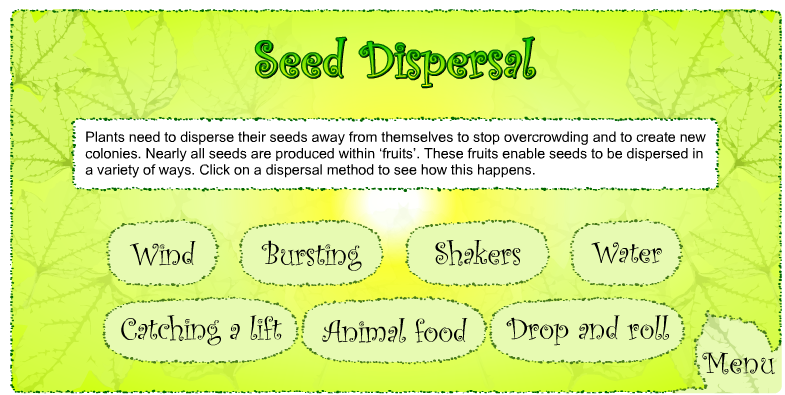 Seed Dispersal
Plants need to disperse their seeds away from themselves to stop overcrowding and to create new
colonies. Nearly all seeds are produced within ‘fruits’. These fruits enable seeds to be dispersed in
a variety of ways. Click on a dispersal method to see how this happens.
Wind Bursting Shakers Water
Catching a lift Animal food Drop and roll
Menu